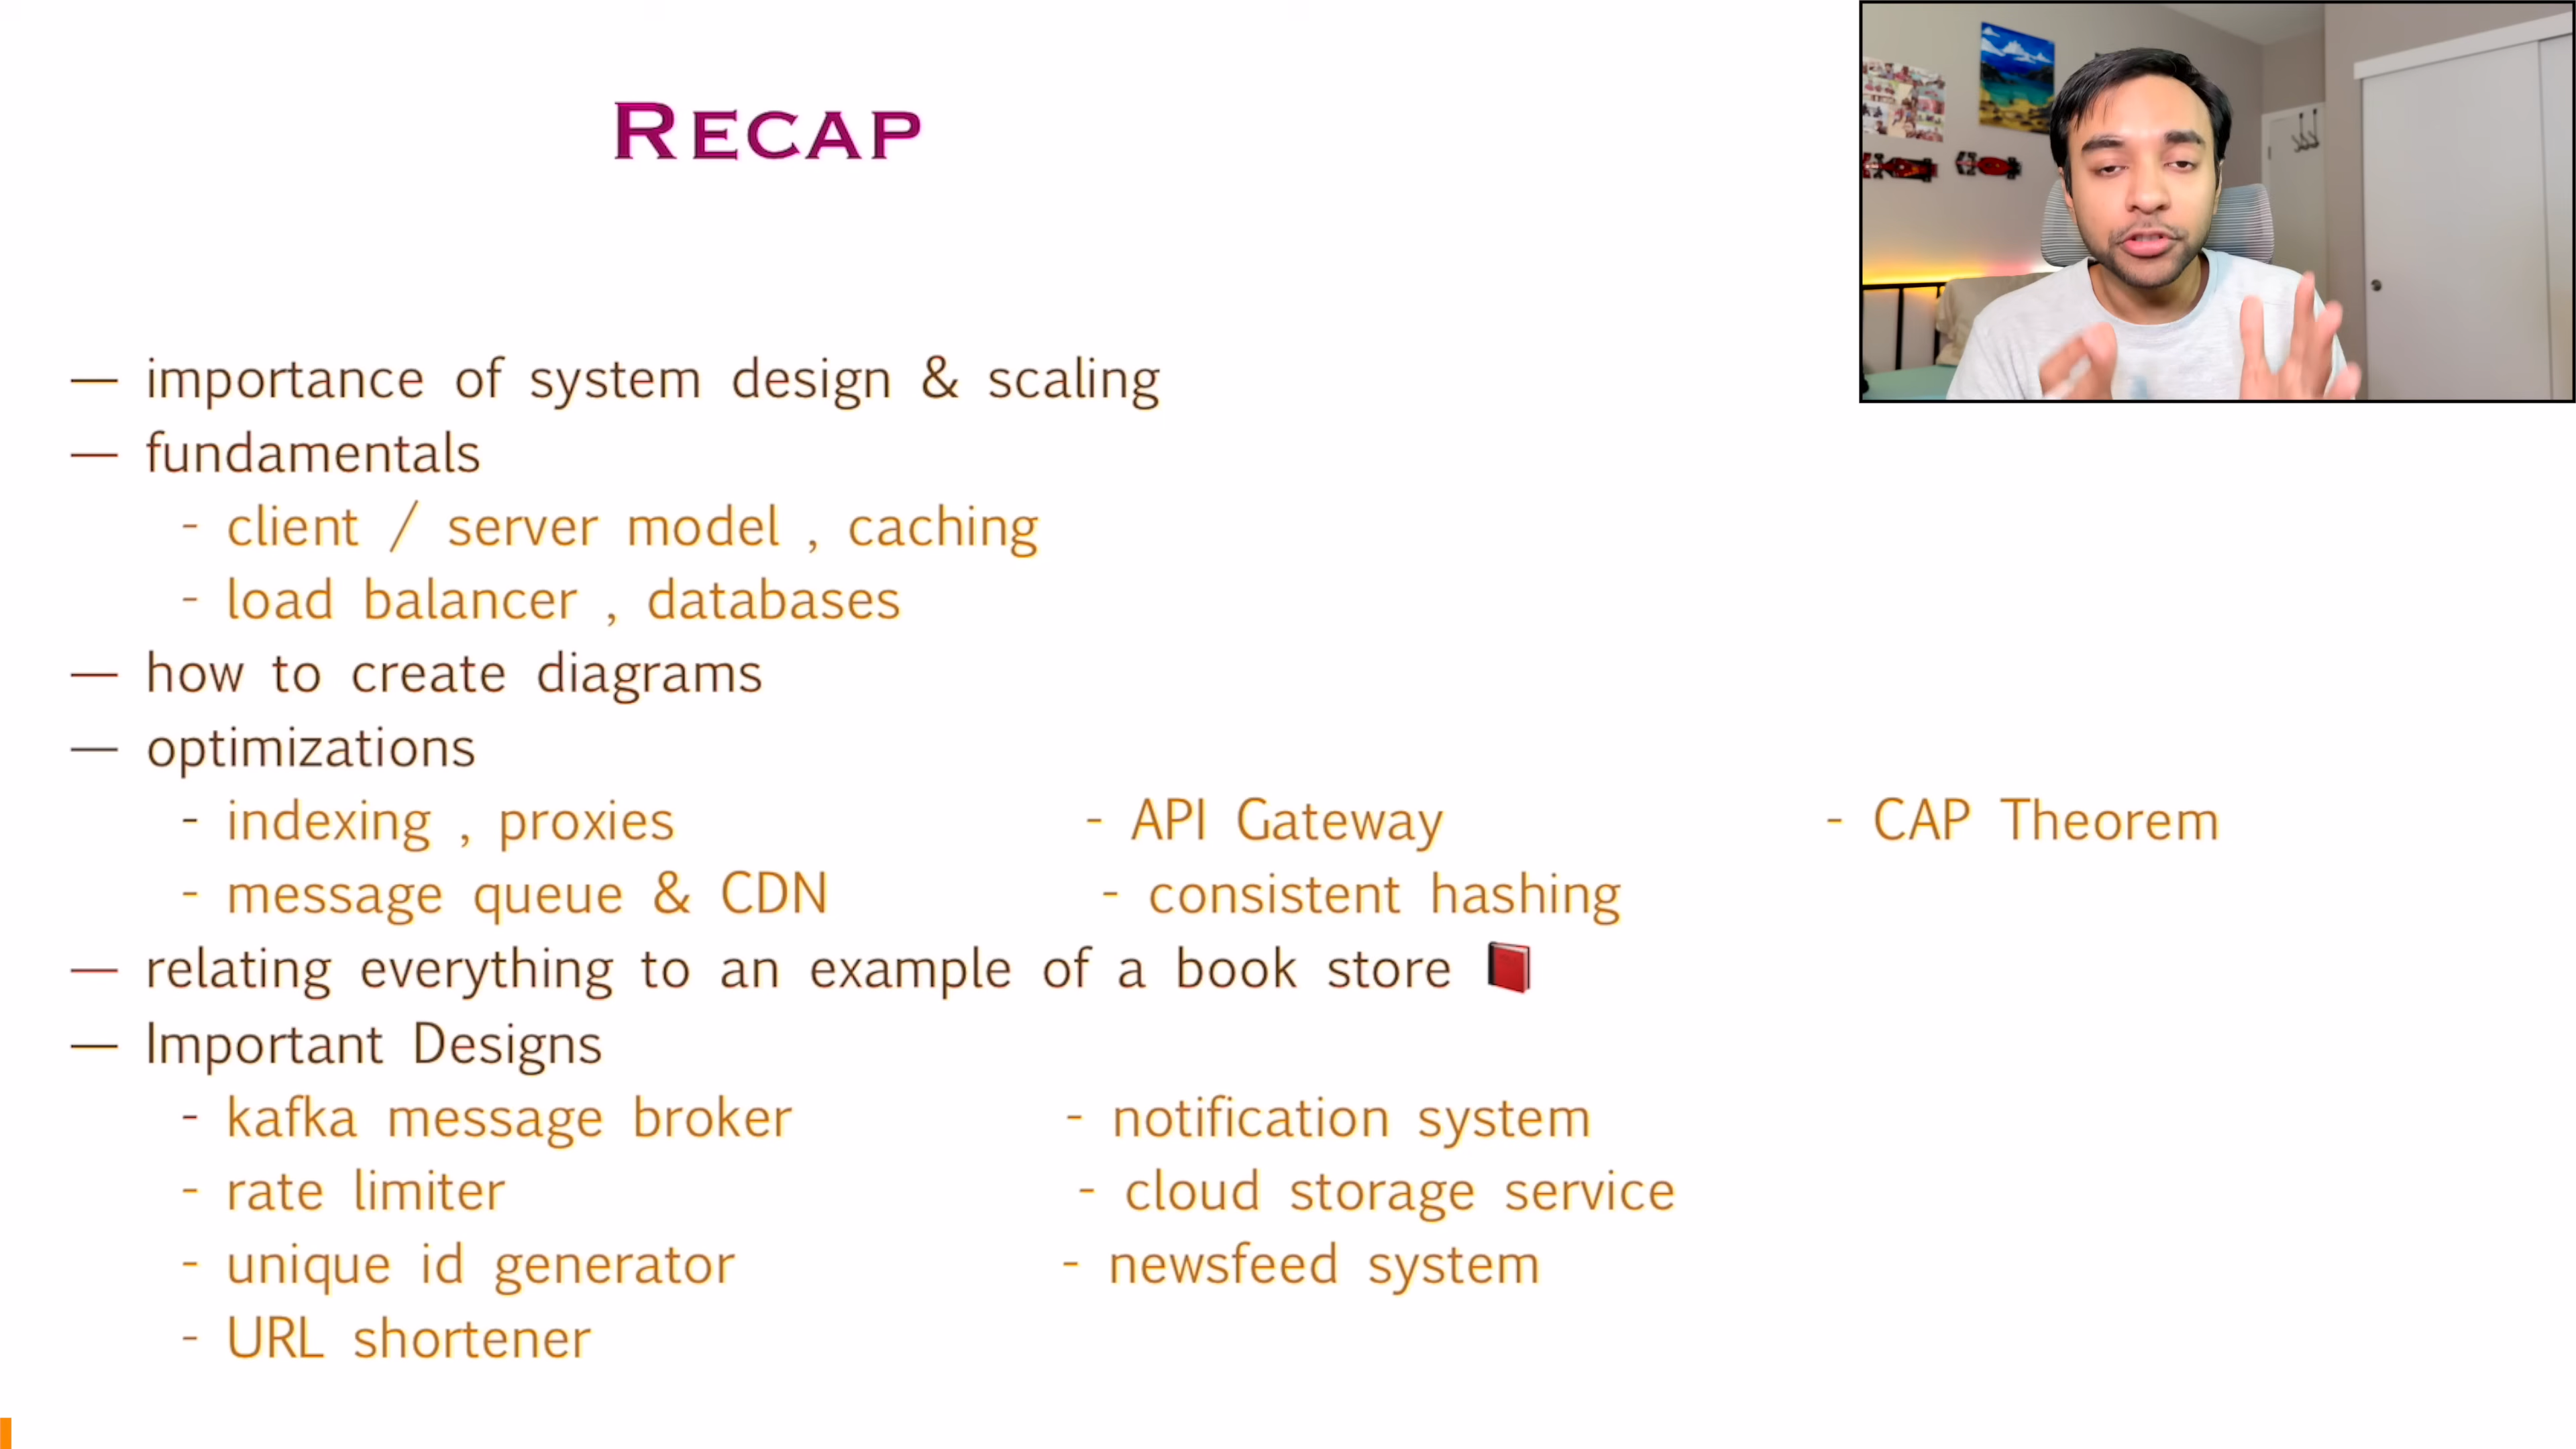 RECAP
— importance of system design & scaling
— fundamentals
- client / server model , caching
- load balancer , databases
— how to create diagrams
— optimizations
- indexing , proxies - API Gateway - CAP Theorem
- message queue & CDN - consistent hashing
— relating everything to an example of a book store 📕
— Important Designs
- kafka message broker - notification system
- rate limiter - cloud storage service
- unique id generator - newsfeed system
- URL shortener